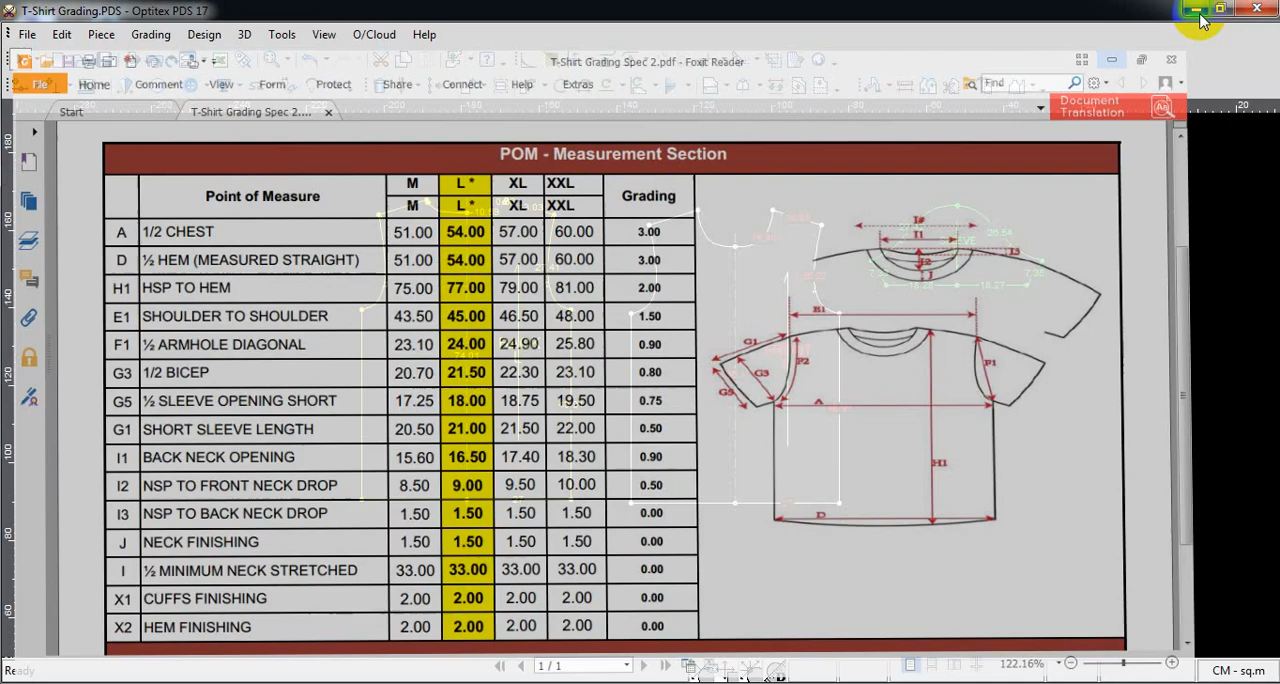 T-Shirt Grading.PDS - Optitex PDS 17
File Edit Piece Grading Design 3D Tools View O/Cloud Help
T-Shirt Grading Spec 2.pdf - Foxit Reader
File Home Comment View Form Protect Share Connect Help Extras Find
Start T-Shirt Grading Spec 2....
Document
Translation
POM - Measurement Section
Point of Measure M L * XL XXL Grading
M L * XL XXL
A 1/2 CHEST 51.00 54.00 57.00 60.00 3.00
D ½ HEM (MEASURED STRAIGHT) 51.00 54.00 57.00 60.00 3.00
H1 HSP TO HEM 75.00 77.00 79.00 81.00 2.00
E1 SHOULDER TO SHOULDER 43.50 45.00 46.50 48.00 1.50
F1 ½ ARMHOLE DIAGONAL 23.10 24.00 24.90 25.80 0.90
G3 1/2 BICEP 20.70 21.50 22.30 23.10 0.80
G5 ½ SLEEVE OPENING SHORT 17.25 18.00 18.75 19.50 0.75
G1 SHORT SLEEVE LENGTH 20.50 21.00 21.50 22.00 0.50
I1 BACK NECK OPENING 15.60 16.50 17.40 18.30 0.90
I2 NSP TO FRONT NECK DROP 8.50 9.00 9.50 10.00 0.50
I3 NSP TO BACK NECK DROP 1.50 1.50 1.50 1.50 0.00
J NECK FINISHING 1.50 1.50 1.50 1.50 0.00
I ½ MINIMUM NECK STRETCHED 33.00 33.00 33.00 33.00 0.00
X1 CUFFS FINISHING 2.00 2.00 2.00 2.00 0.00
X2 HEM FINISHING 2.00 2.00 2.00 2.00 0.00
I1
I3
I2
J
E1
G1
F2
F1
G3
G5
A
H1
D
Ready
1 / 1
122.16%
CM - sq.m